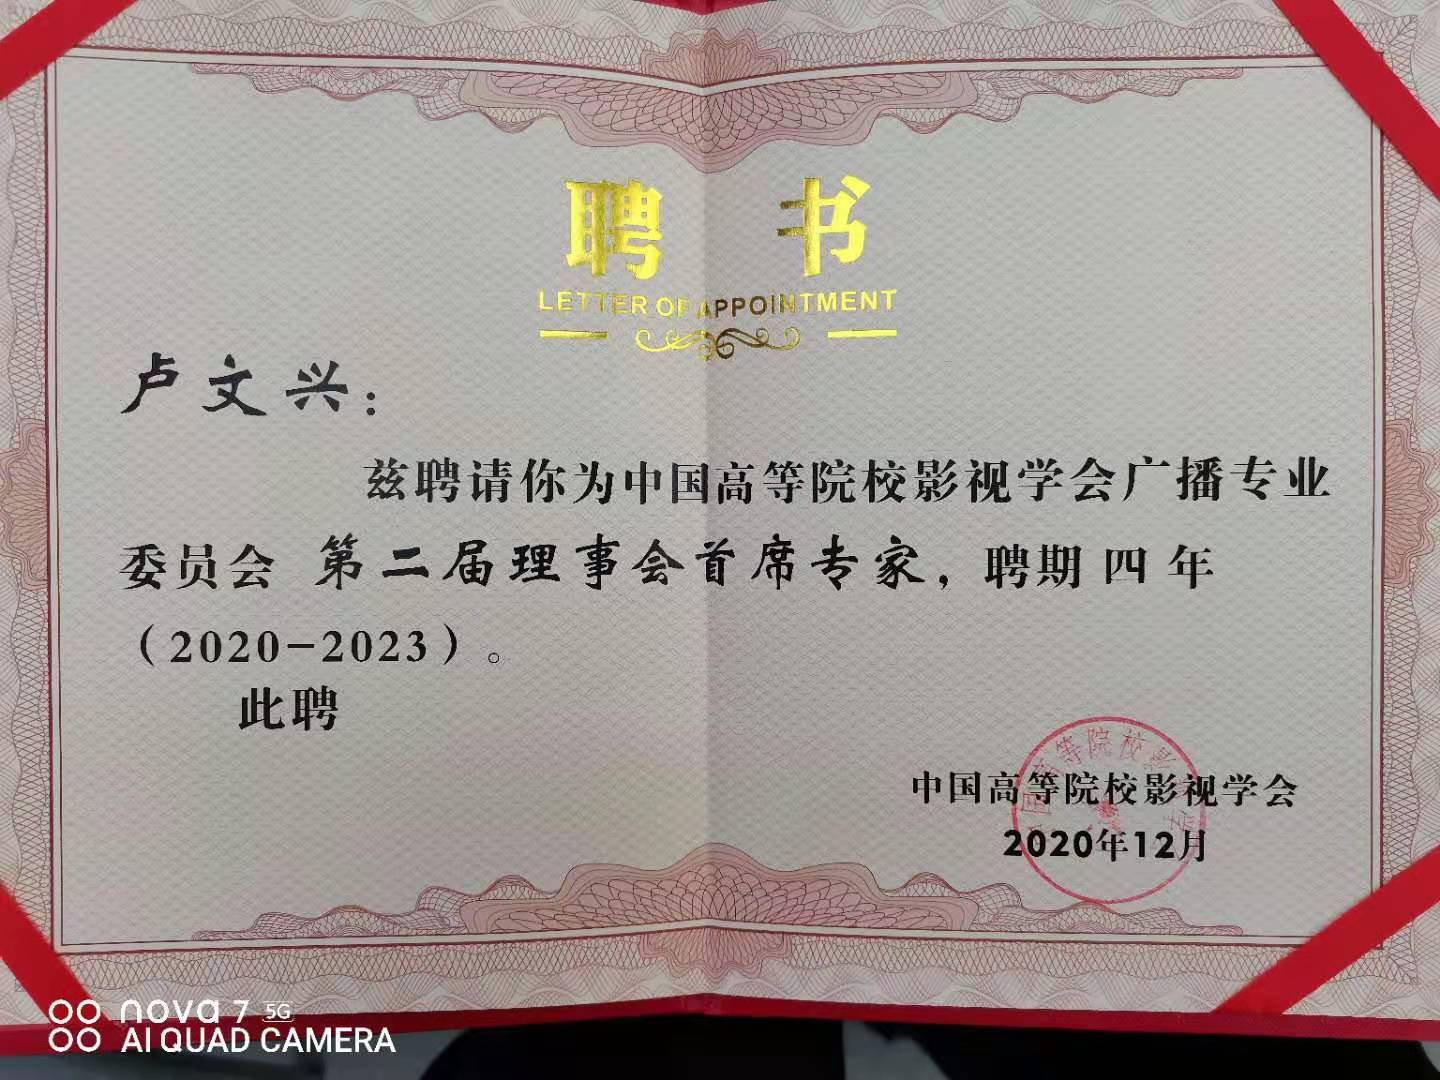 聘 书
LETTER OF APPOINTMENT
卢文兴：
兹聘请你为中国高等院校影视学会广播专业
委员会 第二届理事会首席专家，聘期 四 年
（2020-2023）。
此聘
中国高等院校影视学会
2020年12月
nova 7 5G
AI QUAD CAMERA